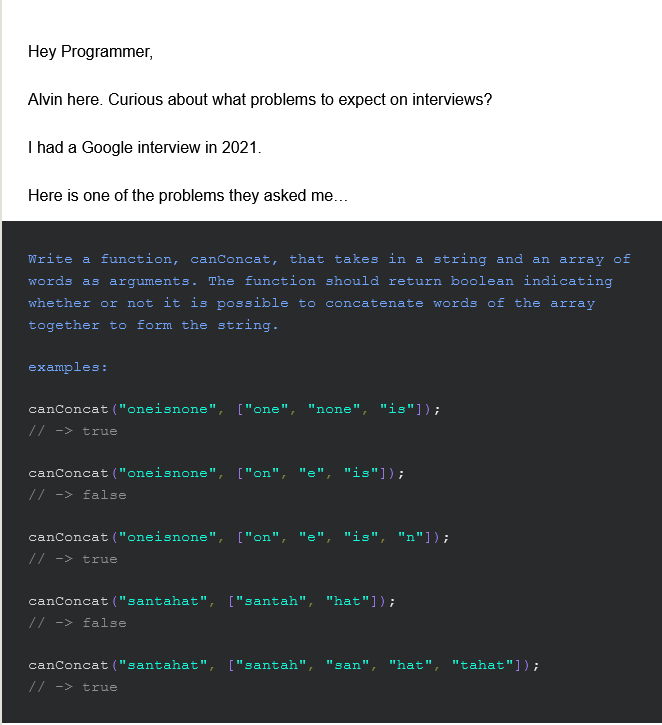 Hey Programmer,
Alvin here. Curious about what problems to expect on interviews?
I had a Google interview in 2021.
Here is one of the problems they asked me…
Write a function, canConcat, that takes in a string and an array of
words as arguments. The function should return boolean indicating
whether or not it is possible to concatenate words of the array
together to form the string.
examples:
canConcat("oneisnone", ["one", "none", "is"]);
// -> true
canConcat("oneisnone", ["on", "e", "is"]);
// -> false
canConcat("oneisnone", ["on", "e", "is", "n"]);
// -> true
canConcat("santahat", ["santah", "hat"]);
// -> false
canConcat("santahat", ["santah", "san", "hat", "tahat"]);
// -> true